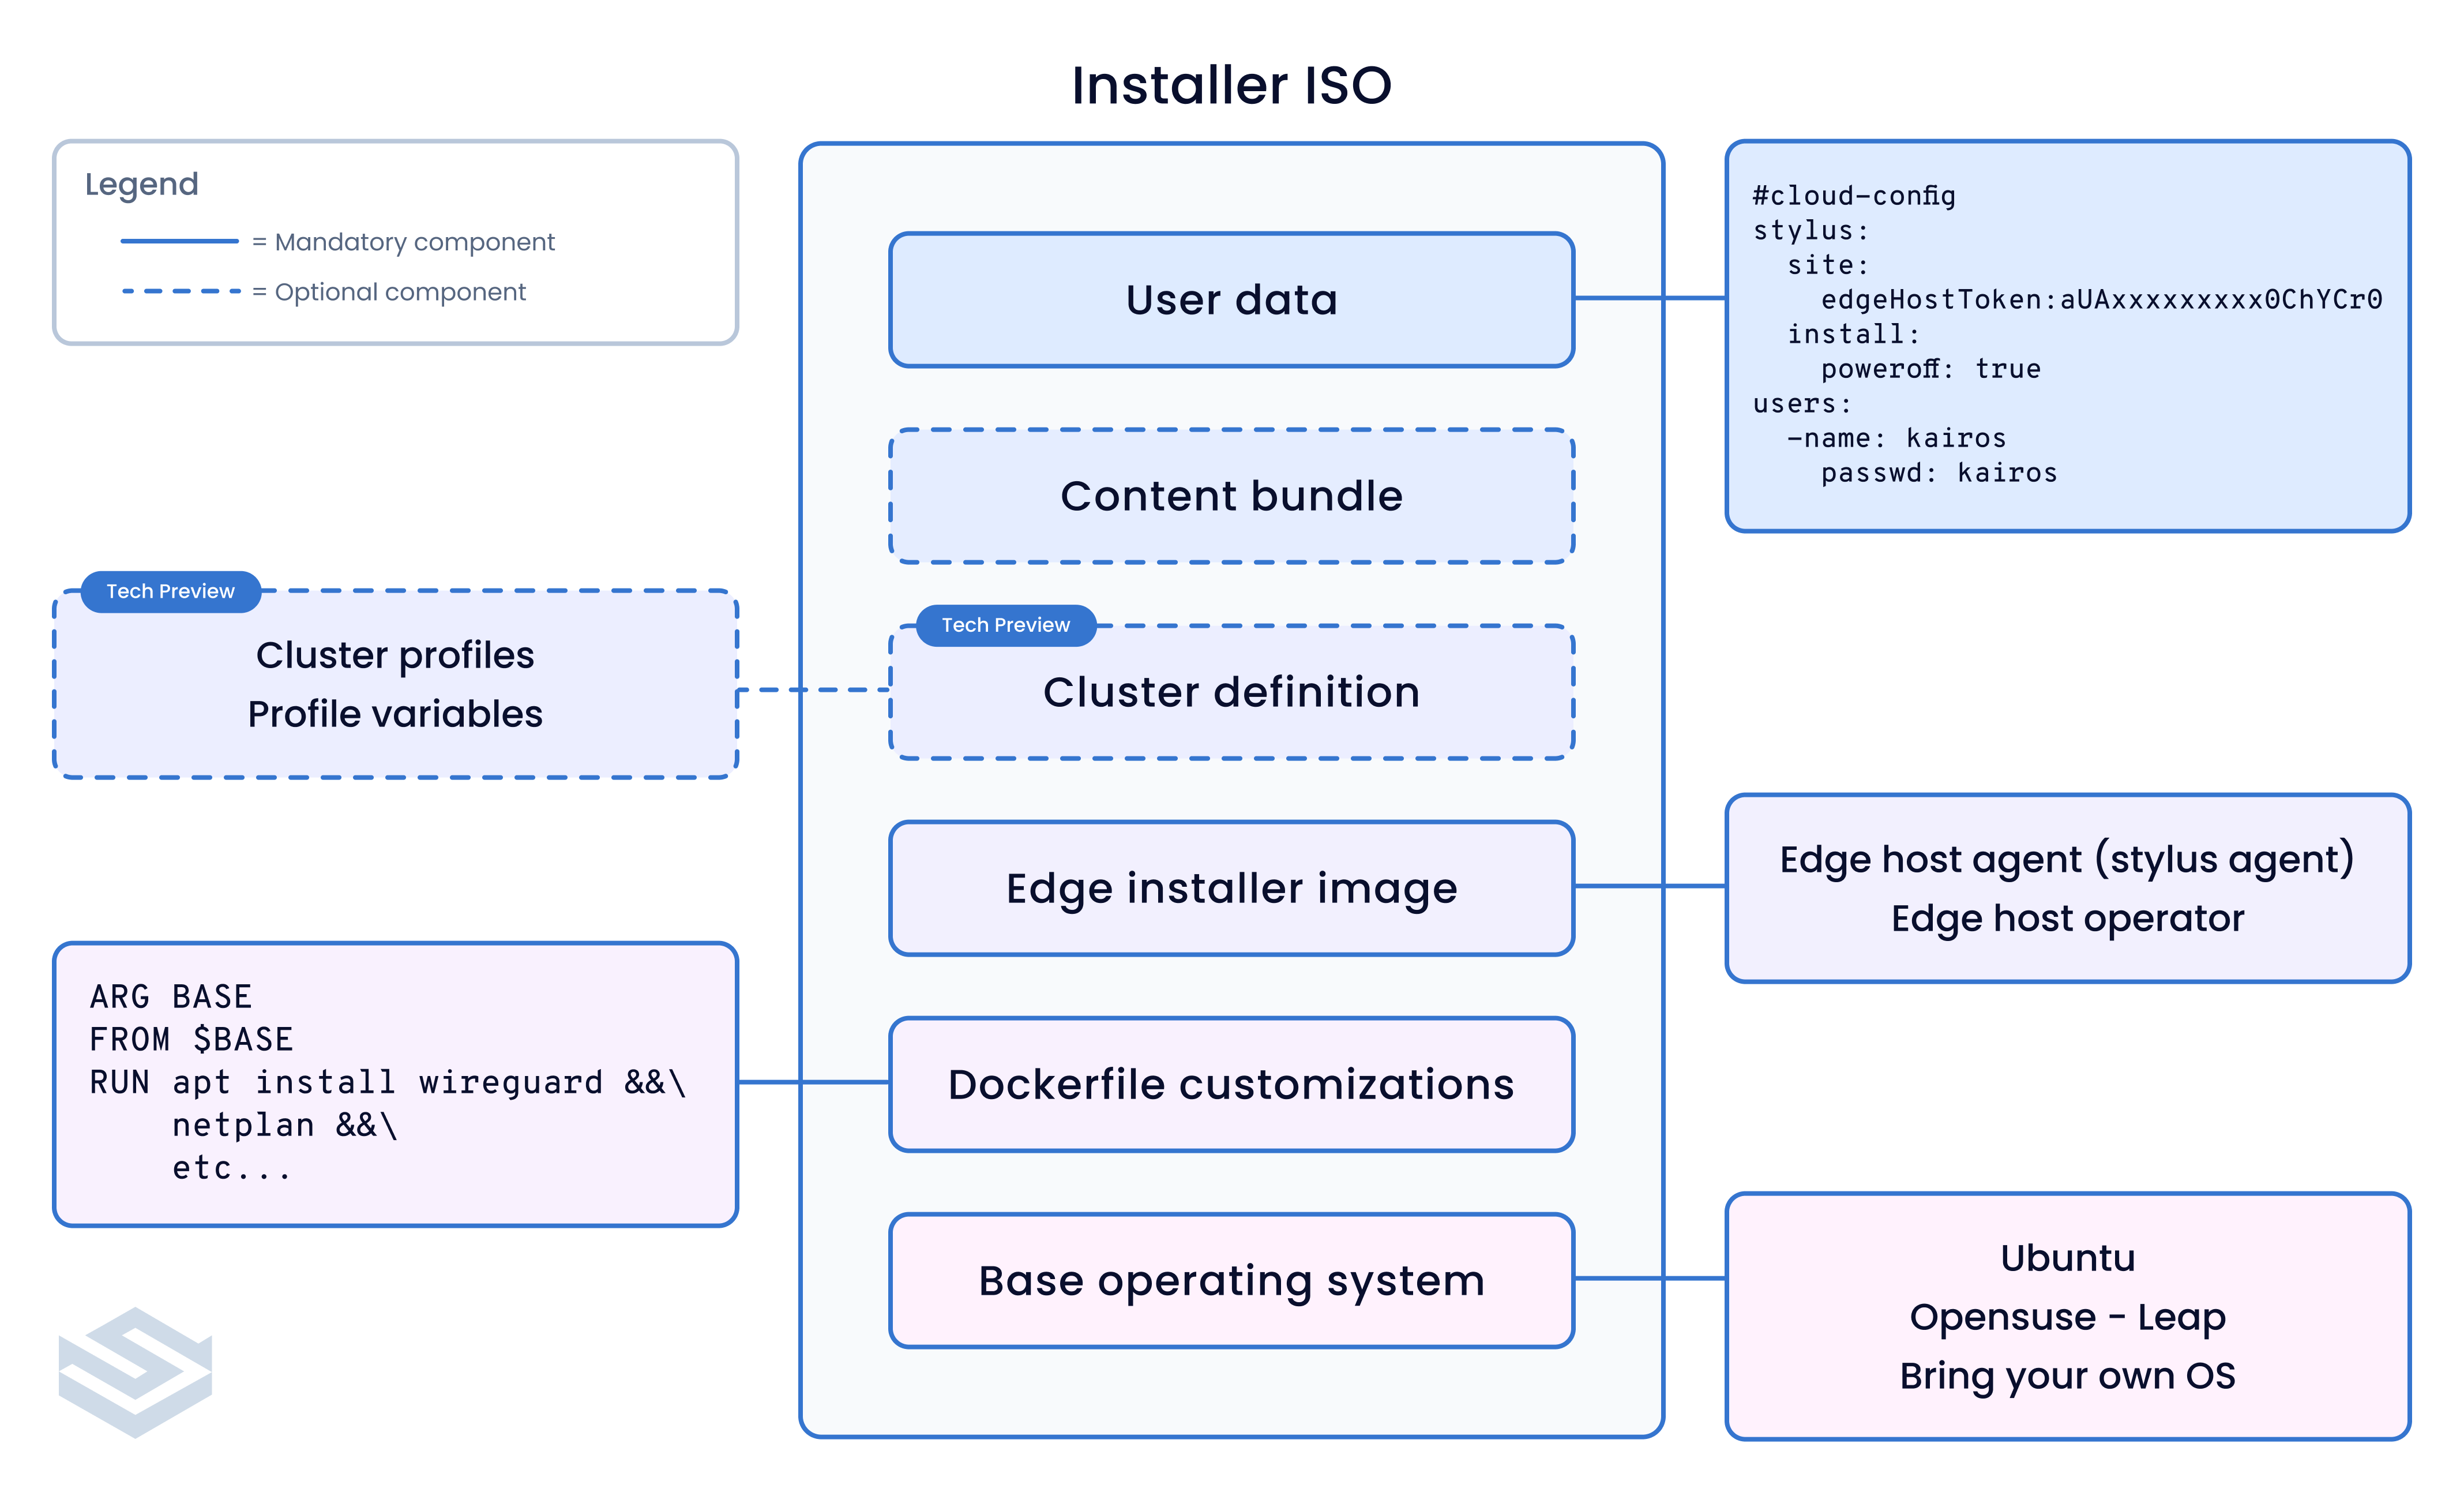 Installer ISO
Legend
= Mandatory component
= Optional component
User data
#cloud-config
stylus:
  site:
    edgeHostToken:aUAxxxxxxxxx0ChYCr0
  install:
    poweroff: true
users:
  -name: kairos
    passwd: kairos
Content bundle
Tech Preview
Cluster profiles
Profile variables
Tech Preview
Cluster definition
Edge installer image
Edge host agent (stylus agent)
Edge host operator
ARG BASE
FROM $BASE
RUN apt install wireguard &&\
    netplan &&\
    etc...
Dockerfile customizations
Base operating system
Ubuntu
Opensuse - Leap
Bring your own OS